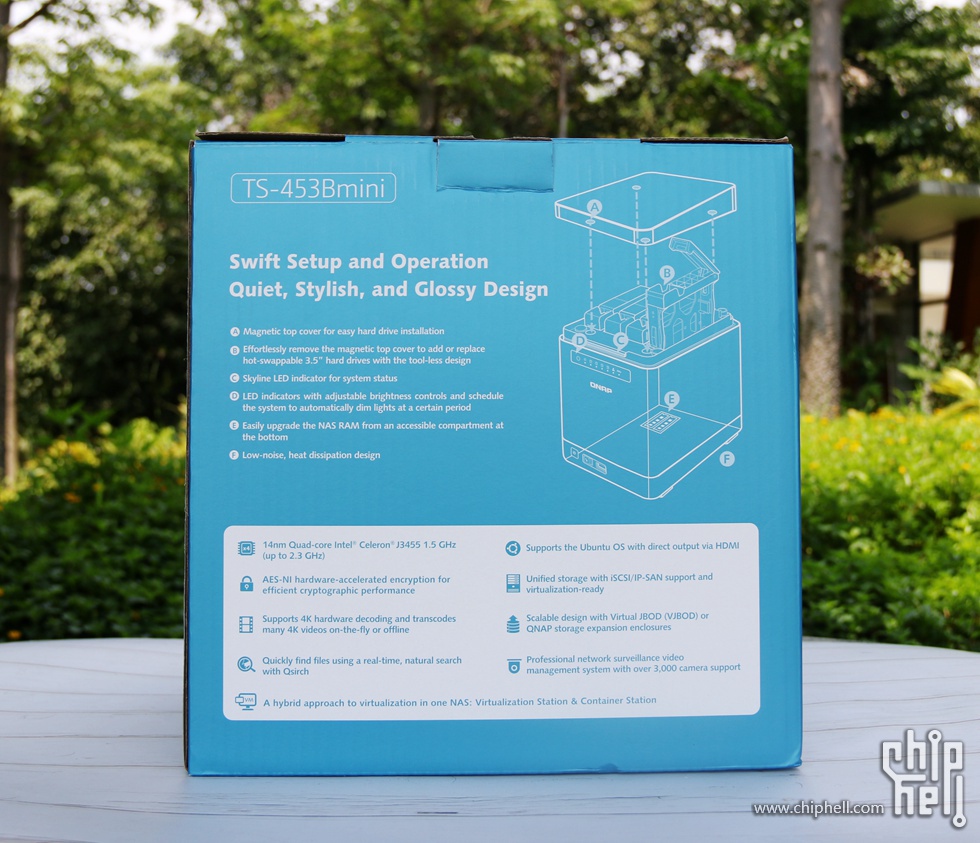 TS-453Bmini
Swift Setup and Operation
Quiet, Stylish, and Glossy Design
A Magnetic top cover for easy hard drive installation
B Effortlessly remove the magnetic top cover to add or replace
hot-swappable 3.5” hard drives with the tool-less design
C Skyline LED indicator for system status
D LED indicators with adjustable brightness controls and schedule
the system to automatically dim lights at a certain period
E Easily upgrade the NAS RAM from an accessible compartment at
the bottom
F Low-noise, heat dissipation design
A
B
C
D
QNAP
E
F
x4
14nm Quad-core Intel® Celeron® J3455 1.5 GHz
(up to 2.3 GHz)
AES-NI hardware-accelerated encryption for
efficient cryptographic performance
Supports 4K hardware decoding and transcodes
many 4K videos on-the-fly or offline
Quickly find files using a real-time, natural search
with Qsirch
Supports the Ubuntu OS with direct output via HDMI
Unified storage with iSCSI/IP-SAN support and
virtualization-ready
Scalable design with Virtual JBOD (VJBOD) or
QNAP storage expansion enclosures
Professional network surveillance video
management system with over 3,000 camera support
A hybrid approach to virtualization in one NAS: Virtualization Station & Container Station
chip
hell
www.chiphell.com